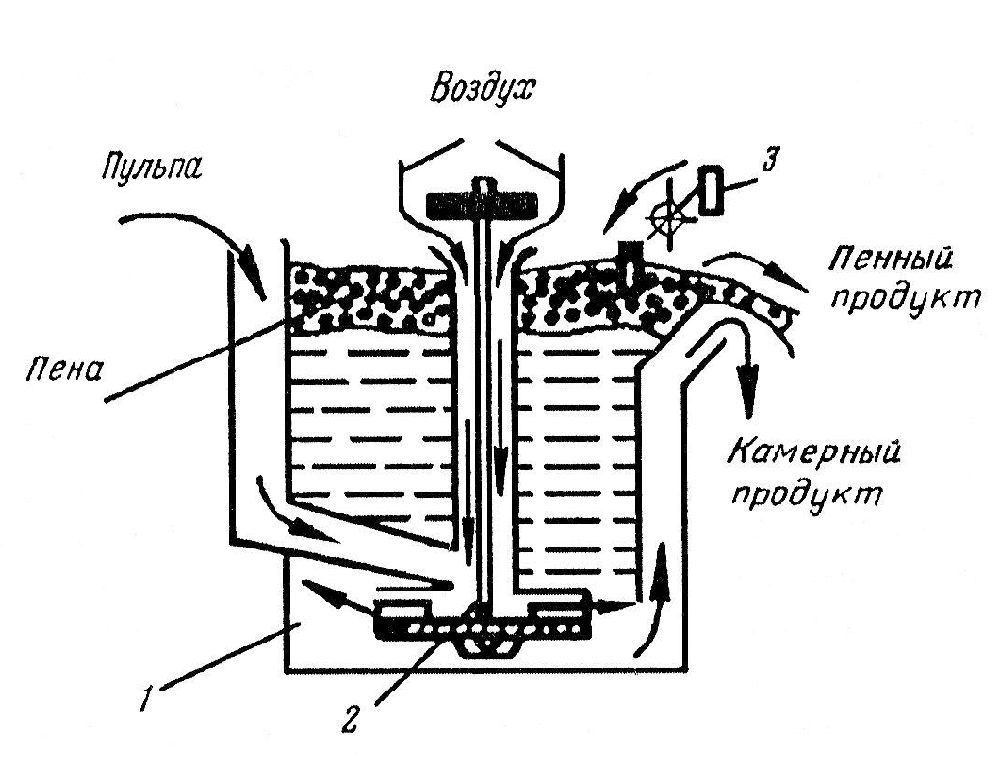 Воздух
Пульпа
3
Пенный
продукт
Пена
Камерный
продукт
1
2